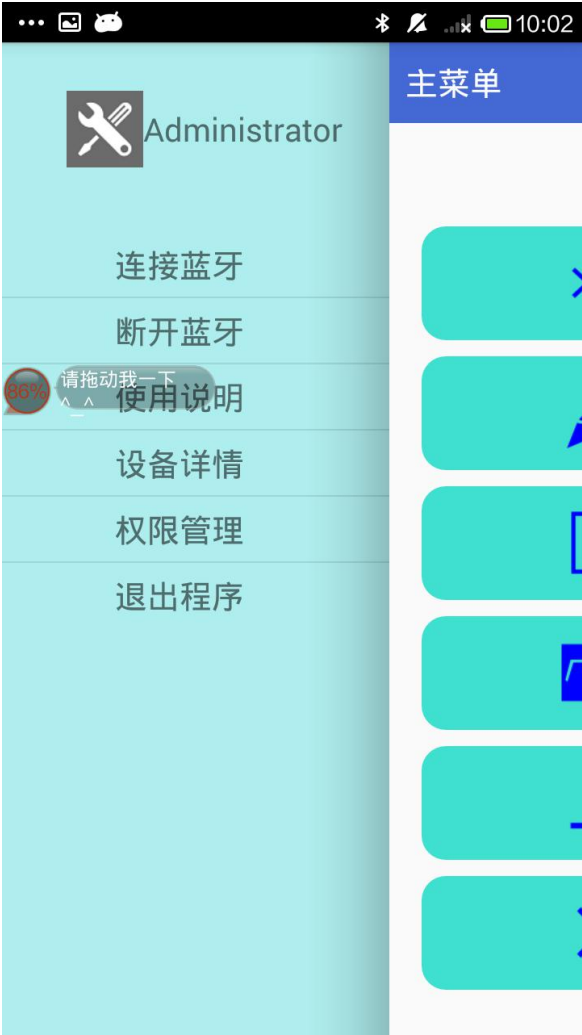 10:02
Administrator
主菜单
连接蓝牙
断开蓝牙
86%
请拖动我一下
^_^
使用说明
设备详情
权限管理
退出程序